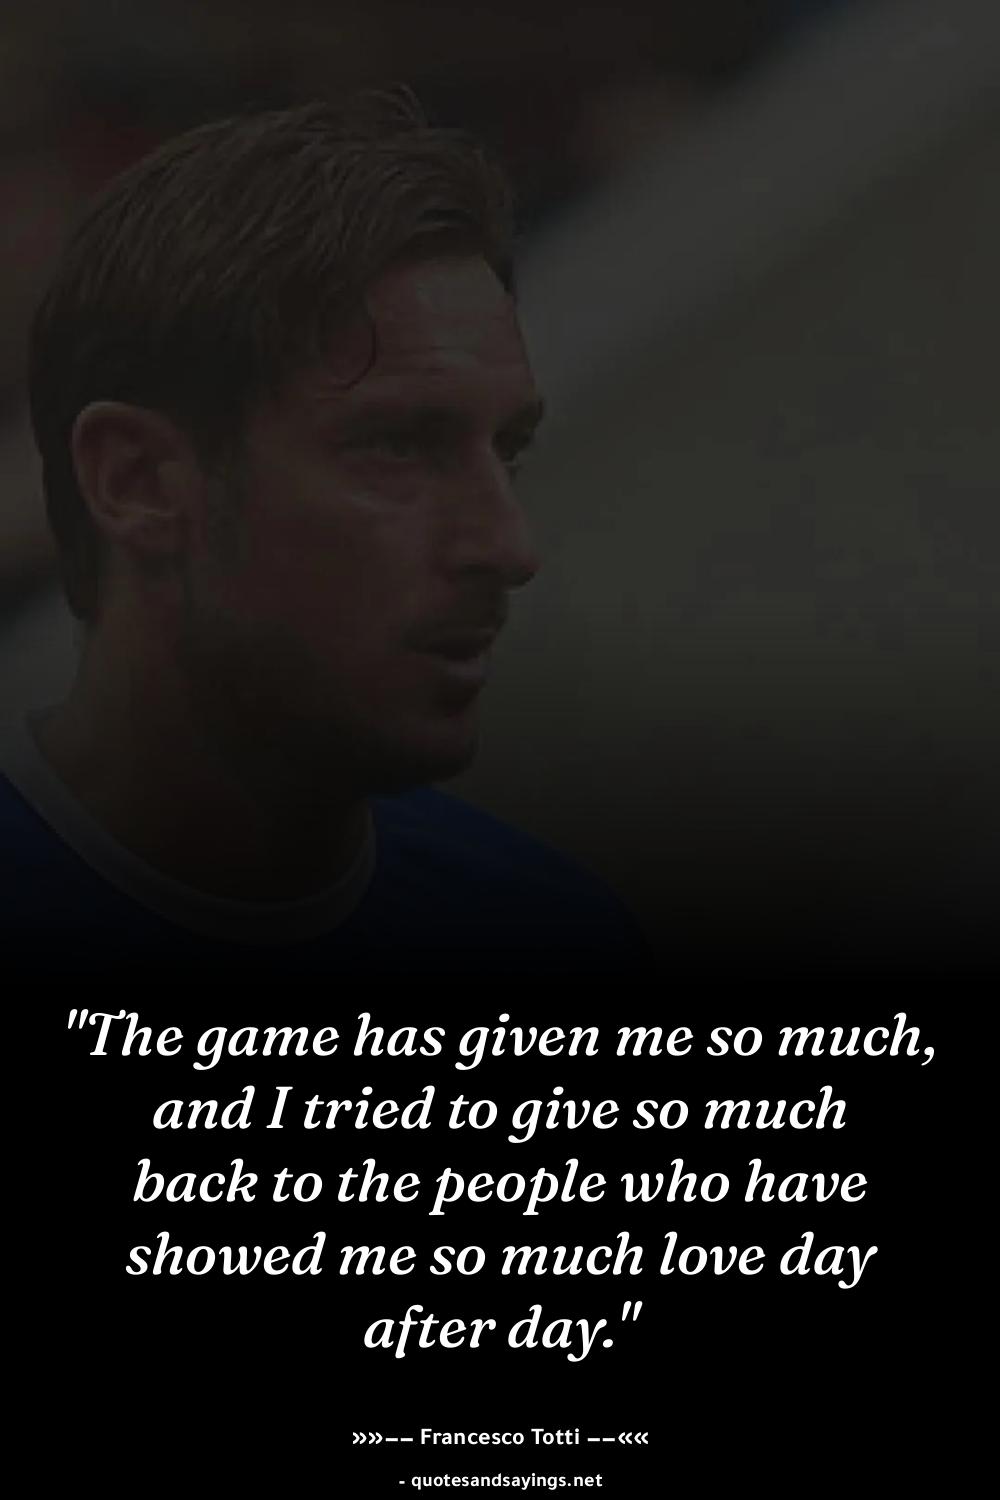 "The game has given me so much,
and I tried to give so much
back to the people who have
showed me so much love day
after day."
»»−− Francesco Totti −−««
- quotesandsayings.net